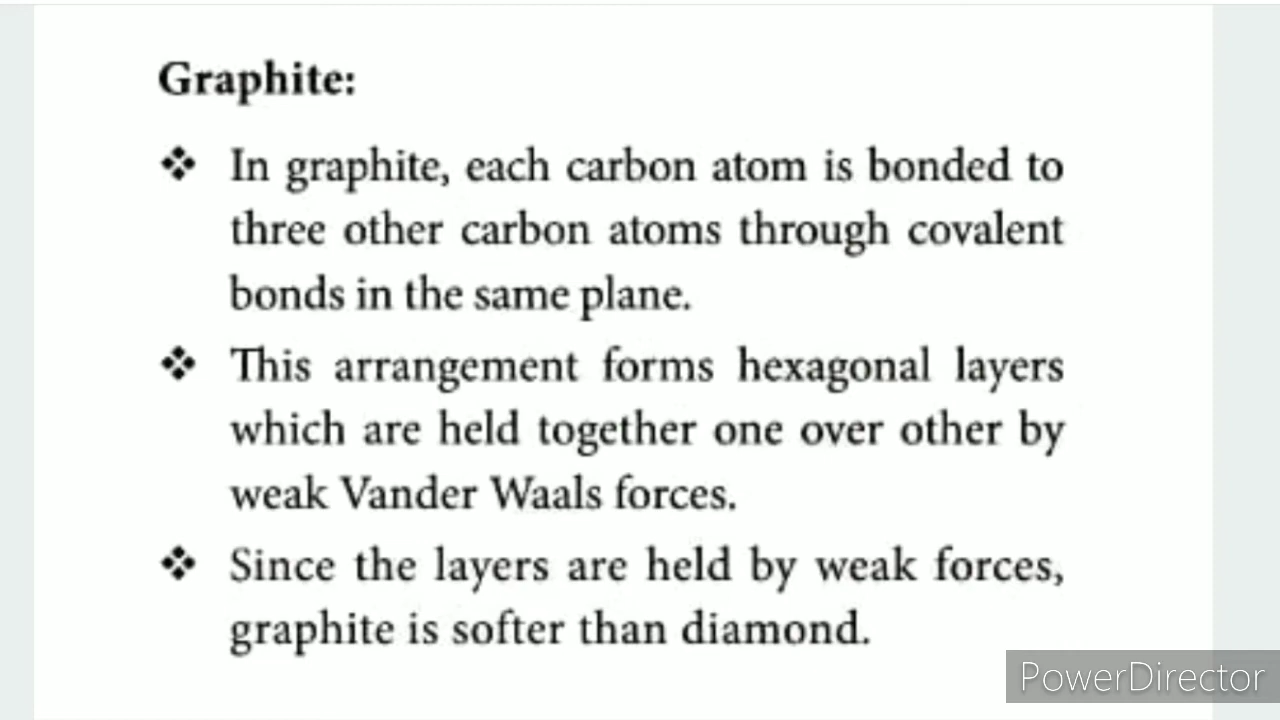 Graphite:
❖ In graphite, each carbon atom is bonded to
three other carbon atoms through covalent
bonds in the same plane.
❖ This arrangement forms hexagonal layers
which are held together one over other by
weak Vander Waals forces.
❖ Since the layers are held by weak forces,
graphite is softer than diamond.
PowerDirector